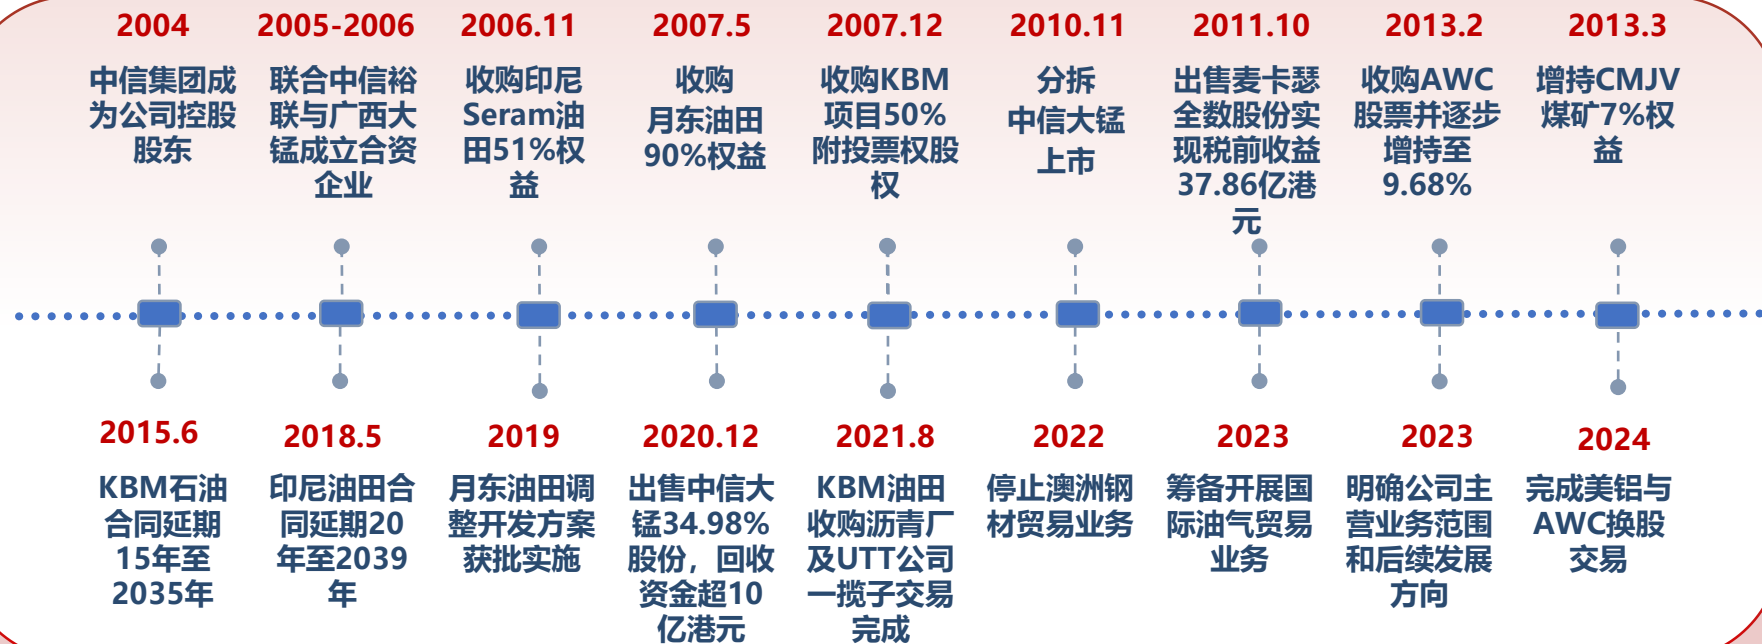 2004
中信集团成
为公司控股
股东
2005-2006
联合中信裕
联与广西大
锰成立合资
企业
2006.11
收购印尼
Seram油
田51%权
益
2007.5
收购
月东油田
90%权益
2007.12
收购KBM
项目50%
附投票权股
权
2010.11
分拆
中信大锰
上市
2011.10
出售麦卡瑟
全数股份实
现税前收益
37.86亿港
元
2013.2
收购AWC
股票并逐步
增持至
9.68%
2013.3
增持CMJV
煤矿7%权
益
2015.6
KBM石油
合同延期
15年至
2035年
2018.5
印尼油田合
同延期20
年至2039
年
2019
月东油田调
整开发方案
获批实施
2020.12
出售中信大
锰34.98%
股份，回收
资金超10
亿港元
2021.8
KBM油田
收购沥青厂
及UTT公司
一揽子交易
完成
2022
停止澳洲钢
材贸易业务
2023
筹备开展国
际油气贸易
业务
2023
明确公司主
营业务范围
和后续发展
方向
2024
完成美铝与
AWC换股
交易